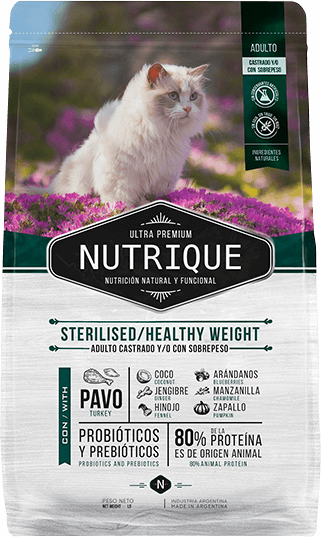 ADULTO
CASTRADO Y/O
CON SOBREPESO
INGREDIENTES
NATURALES
ULTRA PREMIUM
NUTRIQUE
NUTRICIÓN NATURAL Y FUNCIONAL
STERILISED/HEALTHY WEIGHT
ADULTO CASTRADO Y/O CON SOBREPESO
CON / WITH
PAVO
TURKEY
COCO
COCONUT
JENGIBRE
GINGER
HINOJO
FENNEL
ARÁNDANOS
BLUEBERRIES
MANZANILLA
CHAMOMILE
ZAPALLO
PUMPKIN
PROBIÓTICOS
Y PREBIÓTICOS
PROBIOTICS AND PREBIOTICS
80% DE LA PROTEÍNA
ES DE ORIGEN ANIMAL
80% ANIMAL PROTEIN
N
PESO NETO
NET WEIGHT LB
INDUSTRIA ARGENTINA
MADE IN ARGENTINA